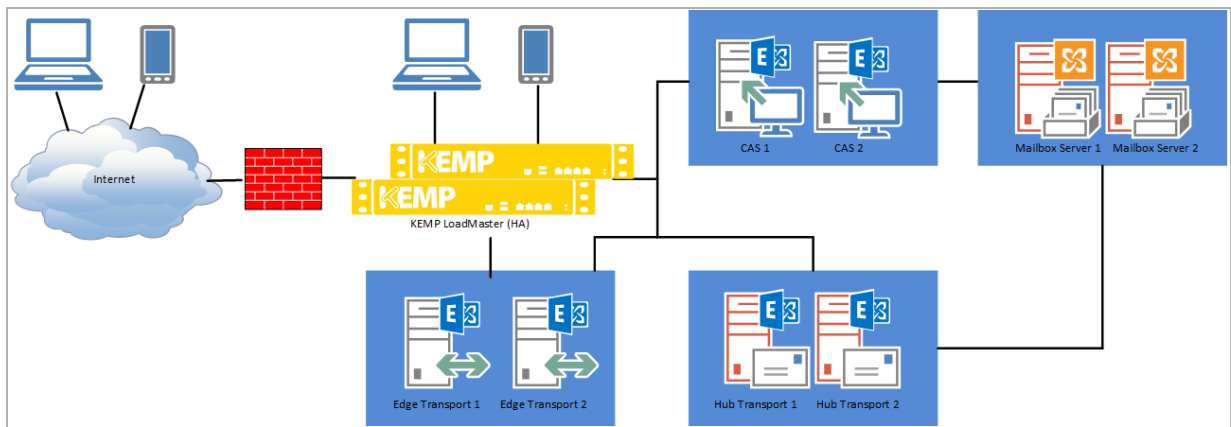 Internet
KEMP
KEMP
KEMP LoadMaster (HA)
E
E
CAS 1
CAS 2
Mailbox Server 1
Mailbox Server 2
E
E
Edge Transport 1
Edge Transport 2
E
E
Hub Transport 1
Hub Transport 2